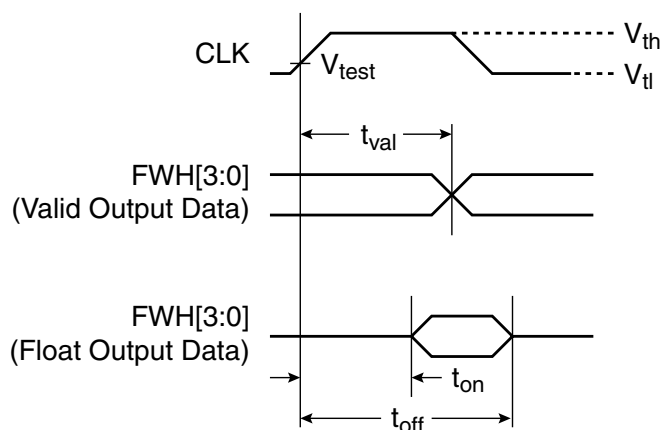 V_th
CLK
V_test
V_tl
t_val
FWH[3:0]
(Valid Output Data)
FWH[3:0]
(Float Output Data)
t_on
t_off